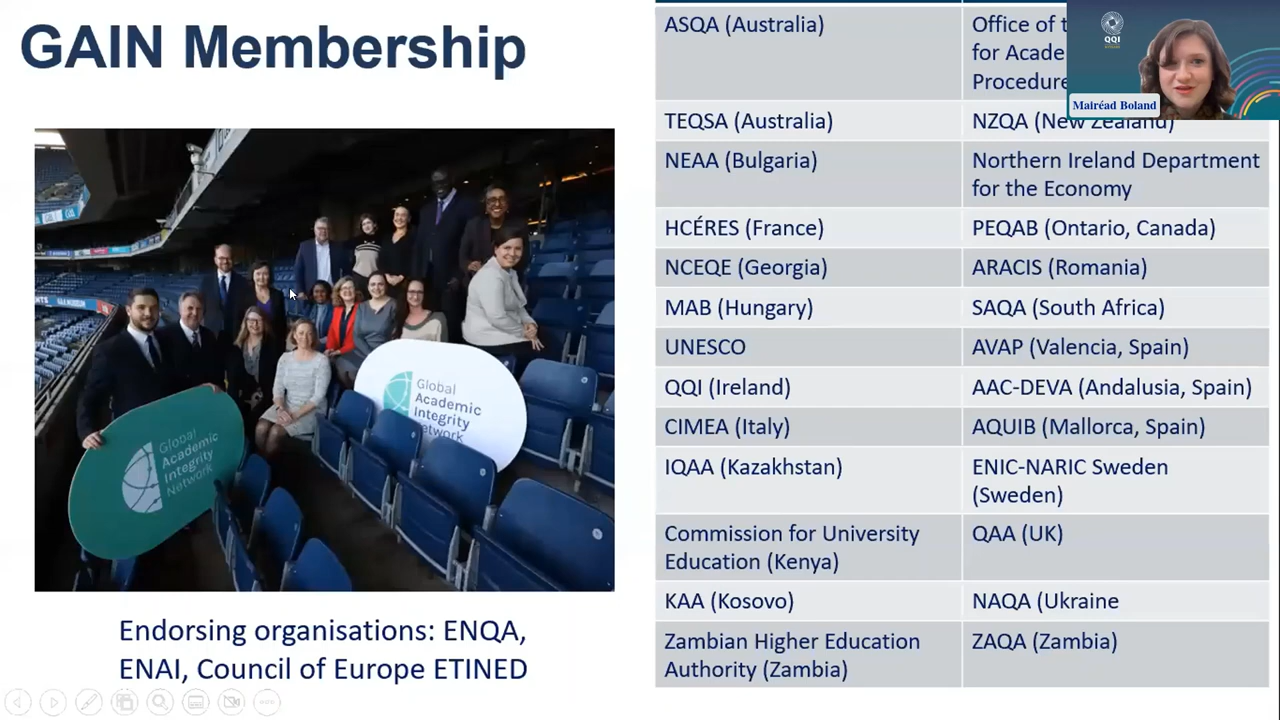 GAIN Membership
Global
Academic
Integrity
Network
Global
Academic
Integrity
Network
Endorsing organisations: ENQA,
ENAI, Council of Europe ETINED
ASQA (Australia)
Office of
for
Procedure
TEQSA (Australia)
NZQA (New Zealand)
NEAA (Bulgaria)
Northern Ireland Department
for the Economy
HCÉRES (France)
PEQAB (Ontario, Canada)
NCEQE (Georgia)
ARACIS (Romania)
MAB (Hungary)
SAQA (South Africa)
UNESCO
AVAP (Valencia, Spain)
QQI (Ireland)
AAC-DEVA (Andalusia, Spain)
CIMEA (Italy)
AQUIB (Mallorca, Spain)
IQAA (Kazakhstan)
ENIC-NARIC Sweden
(Sweden)
Commission for University
Education (Kenya)
QAA (UK)
KAA (Kosovo)
NAQA (Ukraine
Zambian Higher Education
Authority (Zambia)
ZAQA (Zambia)
QQI
Mairéad Boland